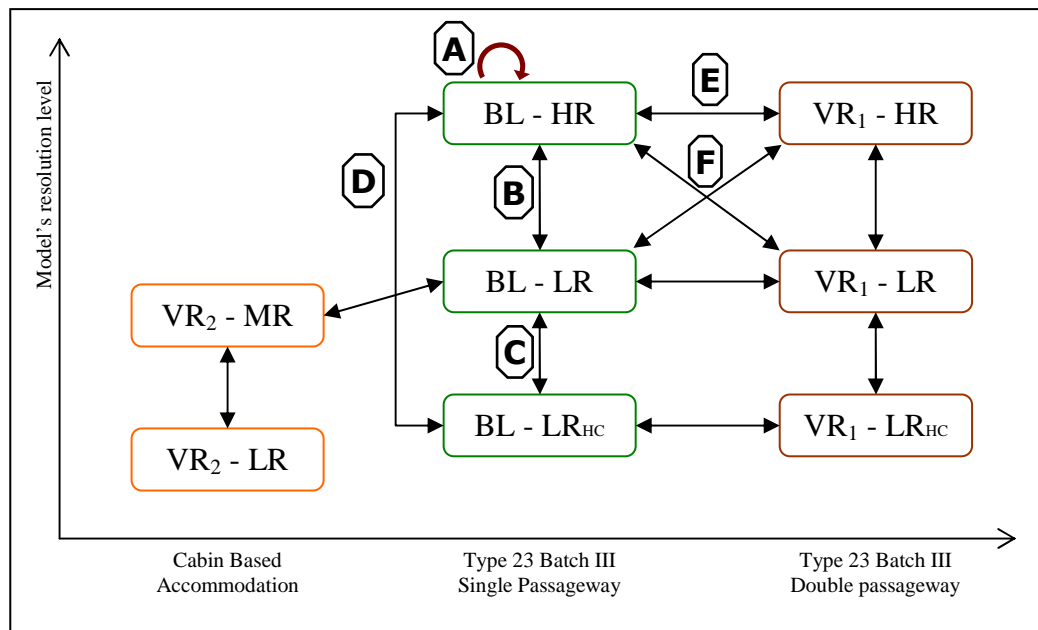 Model's resolution level
A
BL - HR
E
VR₁ - HR
D
B
F
BL - LR
VR₁ - LR
VR₂ - MR
C
BL - LRHC
VR₁ - LRHC
VR₂ - LR
Cabin Based
Accommodation
Type 23 Batch III
Single Passageway
Type 23 Batch III
Double passageway